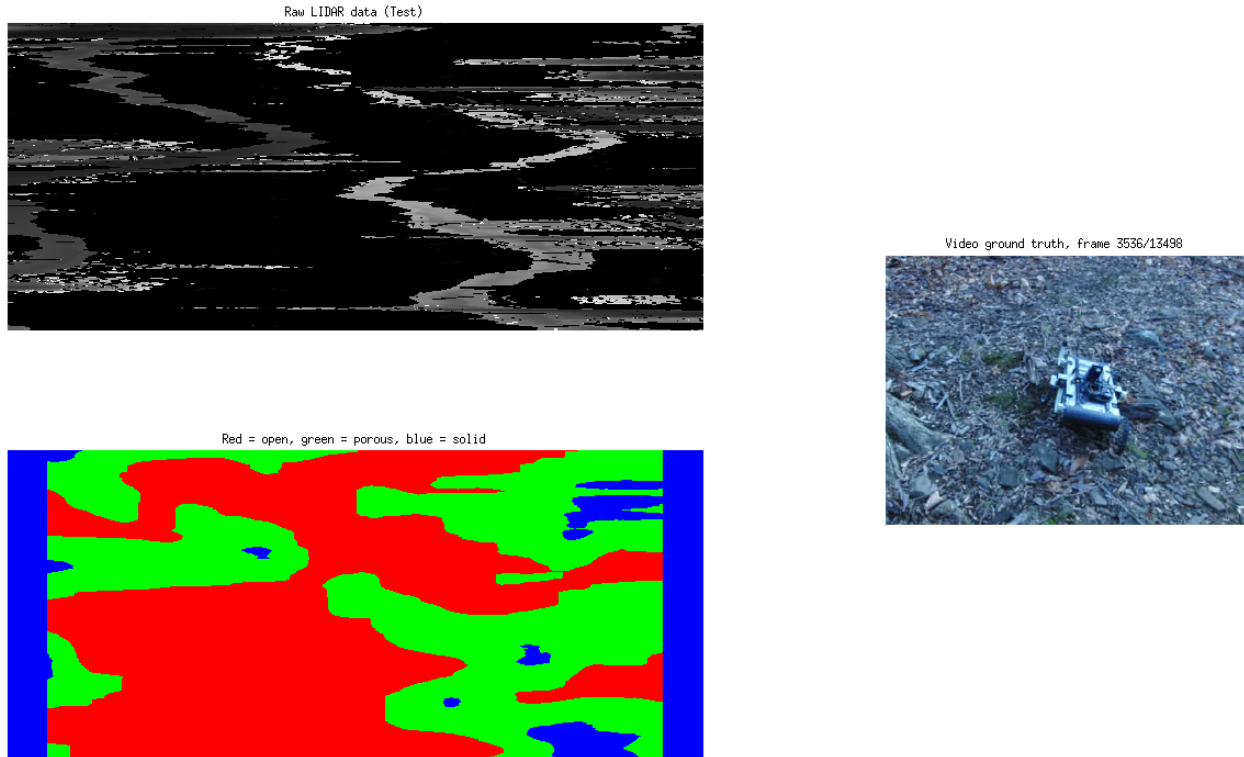 Raw LIDAR data (Test)
Video ground truth, frame 3536/13498
Red = open, green = porous, blue = solid